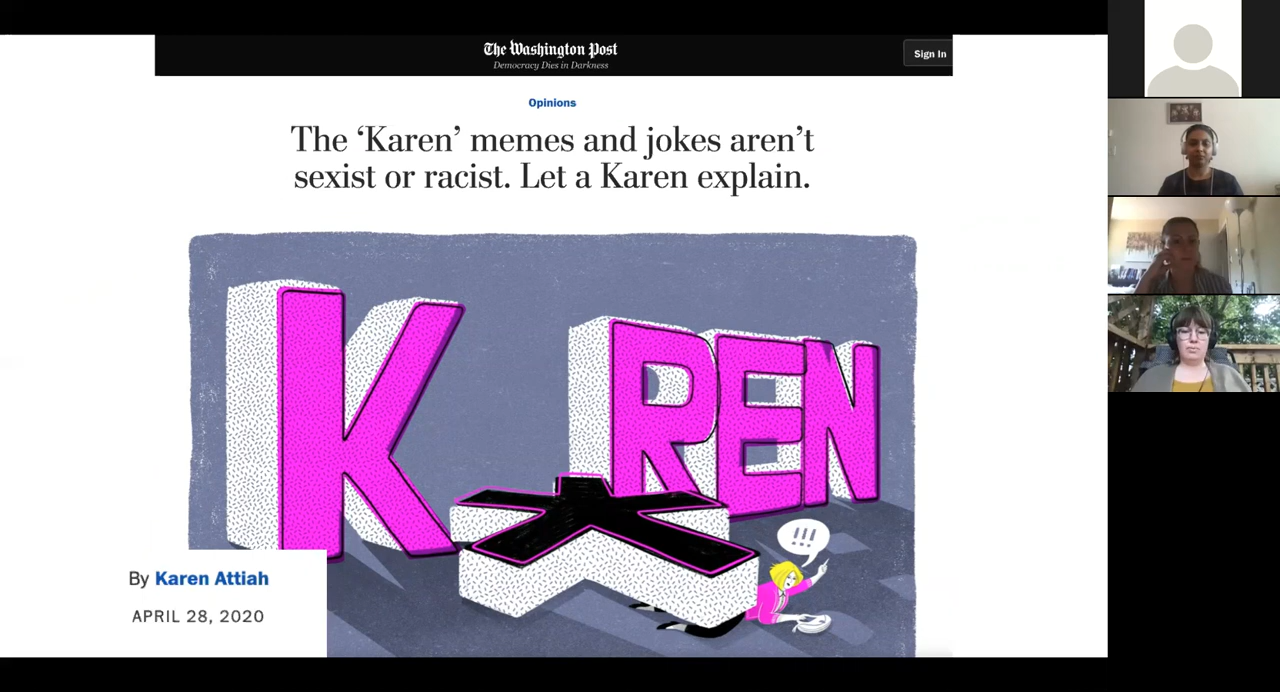 The Washington Post
Democracy Dies in Darkness
Sign In
Opinions
The ‘Karen’ memes and jokes aren’t
sexist or racist. Let a Karen explain.
K*REN
!!!
By Karen Attiah
APRIL 28, 2020